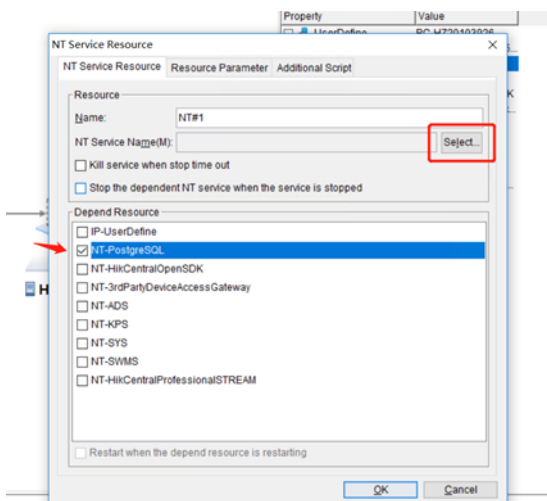 Property Value
UserDefine PC-HZ20103926
NT Service Resource
NT Service Resource Resource Parameter Additional Script
Resource
Name: NT#1
NT Service Name(M): Select...
Kill service when stop time out
Stop the dependent NT service when the service is stopped
Depend Resource
IP-UserDefine
NT-PostgreSQL
NT-HikCentralOpenSDK
NT-3rdPartyDeviceAccessGateway
NT-ADS
NT-KPS
NT-SYS
NT-SWMS
NT-HikCentralProfessionalSTREAM
Restart when the depend resource is restarting
OK Cancel
H
K